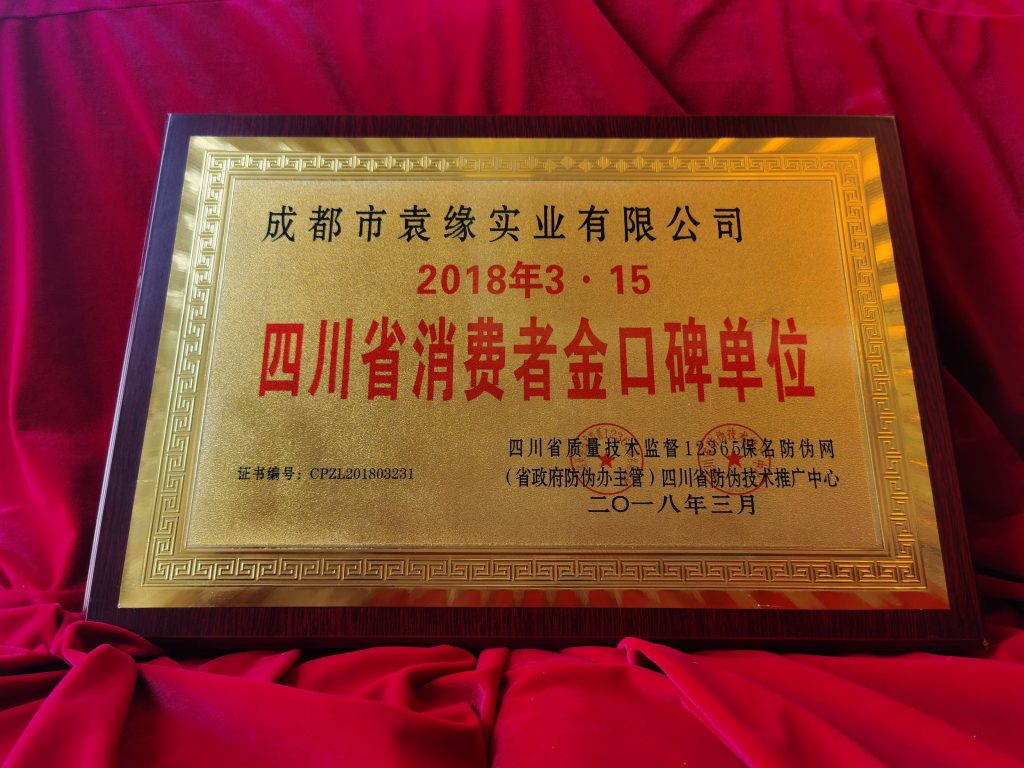 成都市袁缘实业有限公司
2018年3·15
四川省消费者金口碑单位
四川省质量技术监督12365保名防伪网
证书编号：CPZL201803231
（省政府防伪办主管）四川省防伪技术推广中心
二〇一八年三月